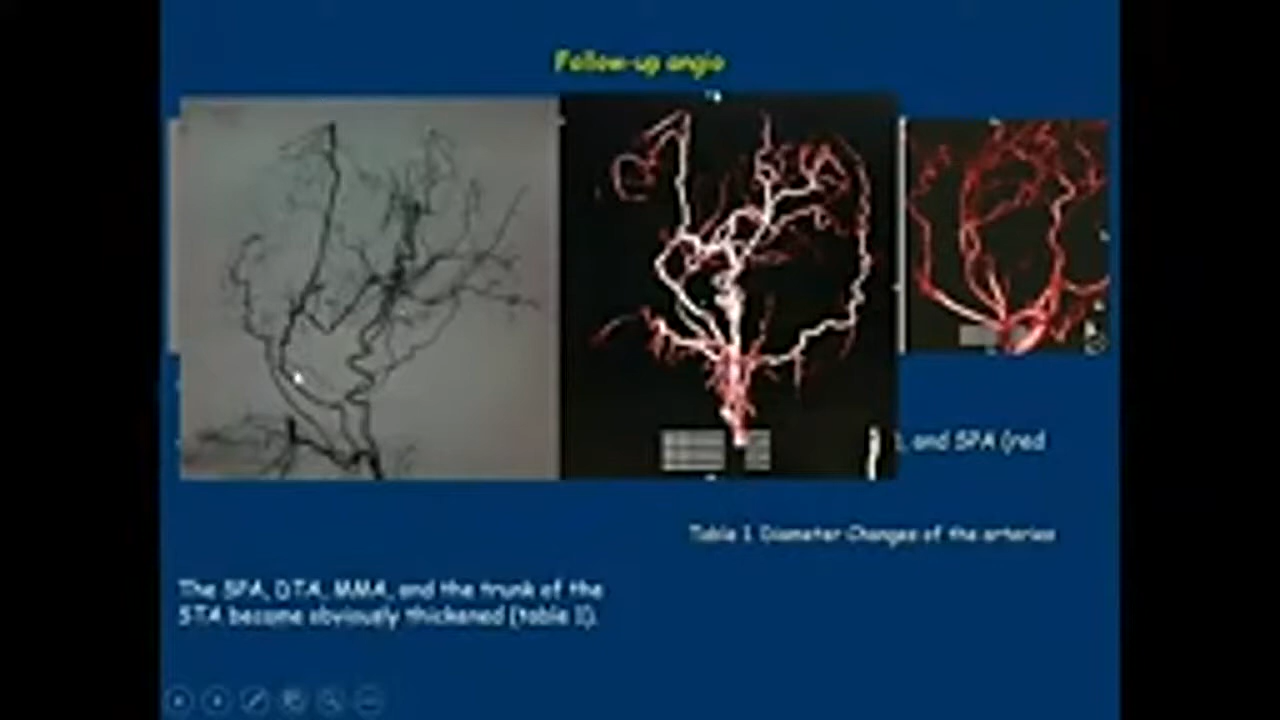 Follow-up angio
, and SPA (red
Table 1 Diameter Changes of the arteries
The SPA, DTA, MMA, and the trunk of the
STA become obviously thickened (table 1).